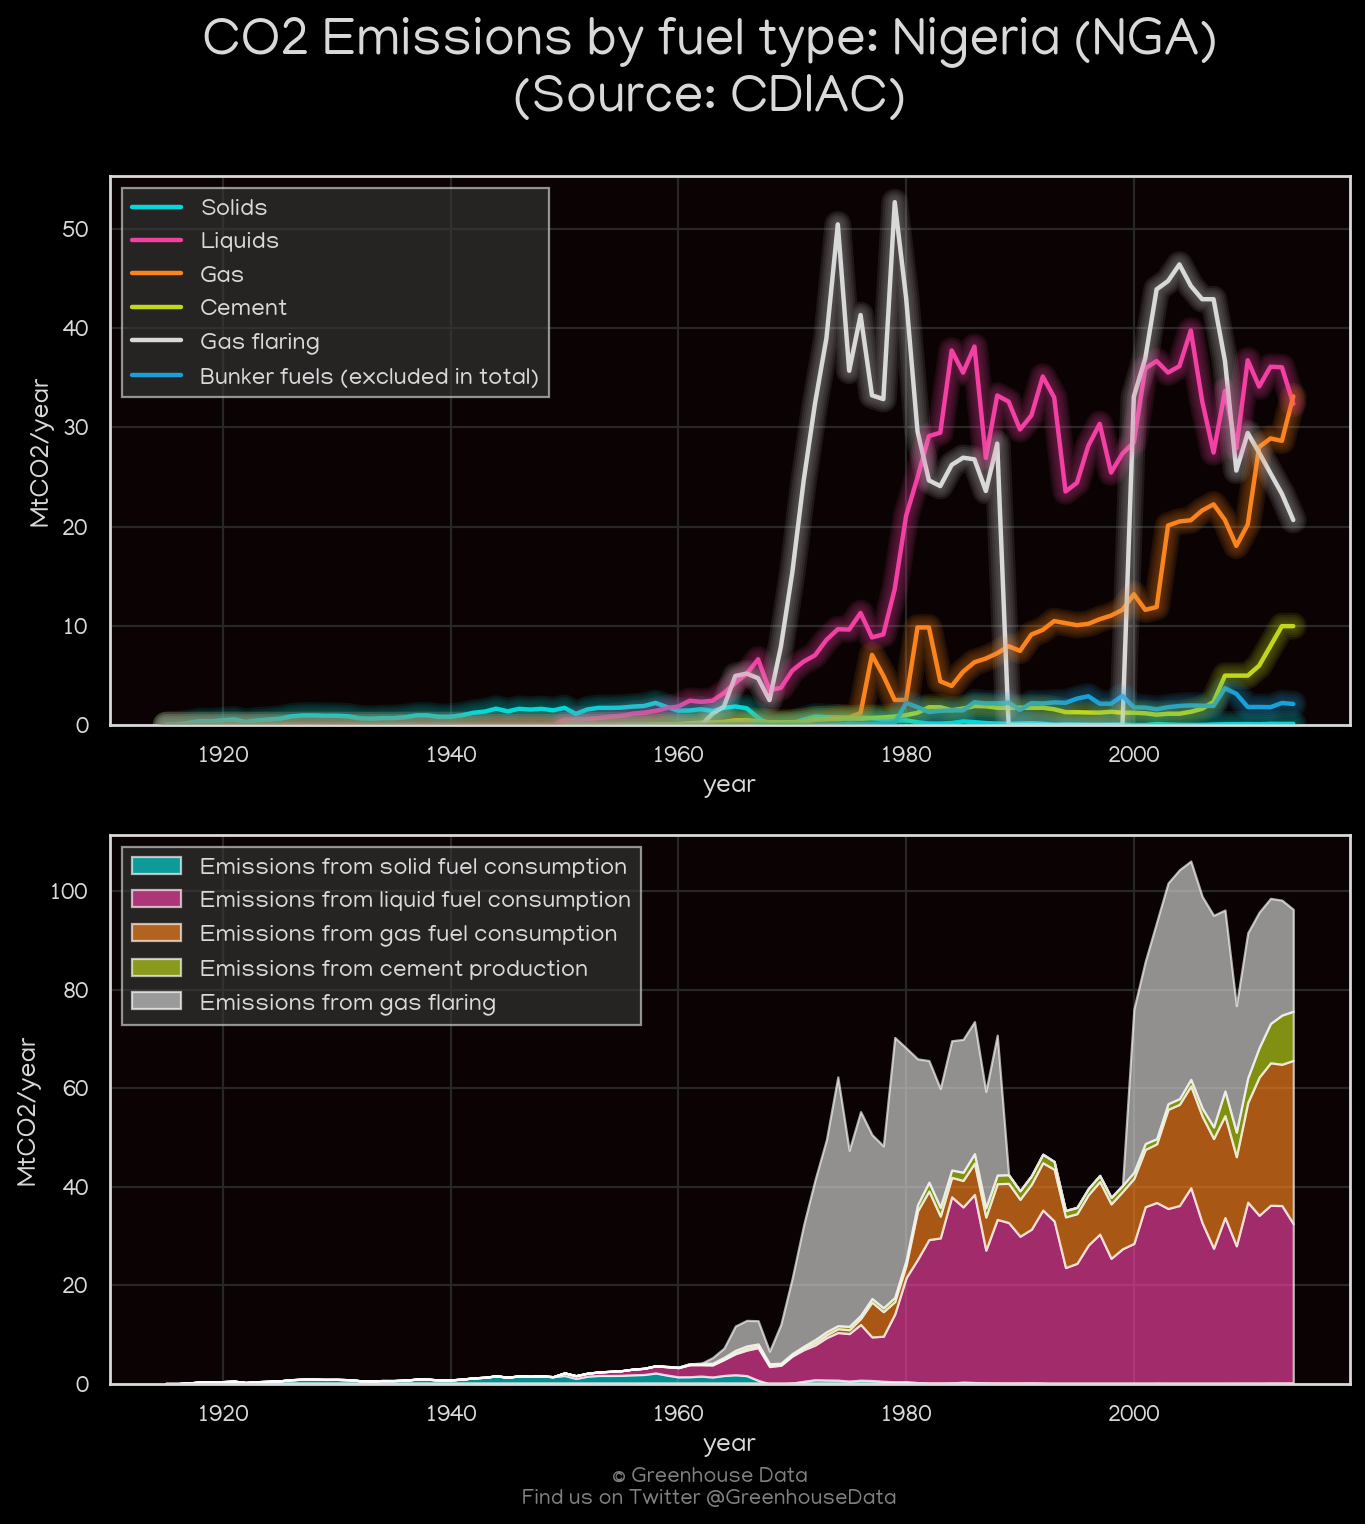 CO2 Emissions by fuel type: Nigeria (NGA)
(Source: CDIAC)
Solids
Liquids
Gas
Cement
Gas flaring
Bunker fuels (excluded in total)
50
40
30
20
10
0
MtCO2/year
1920 1940 1960 1980 2000
year
Emissions from solid fuel consumption
Emissions from liquid fuel consumption
Emissions from gas fuel consumption
Emissions from cement production
Emissions from gas flaring
100
80
60
40
20
0
MtCO2/year
1920 1940 1960 1980 2000
year
© Greenhouse Data
Find us on Twitter @GreenhouseData